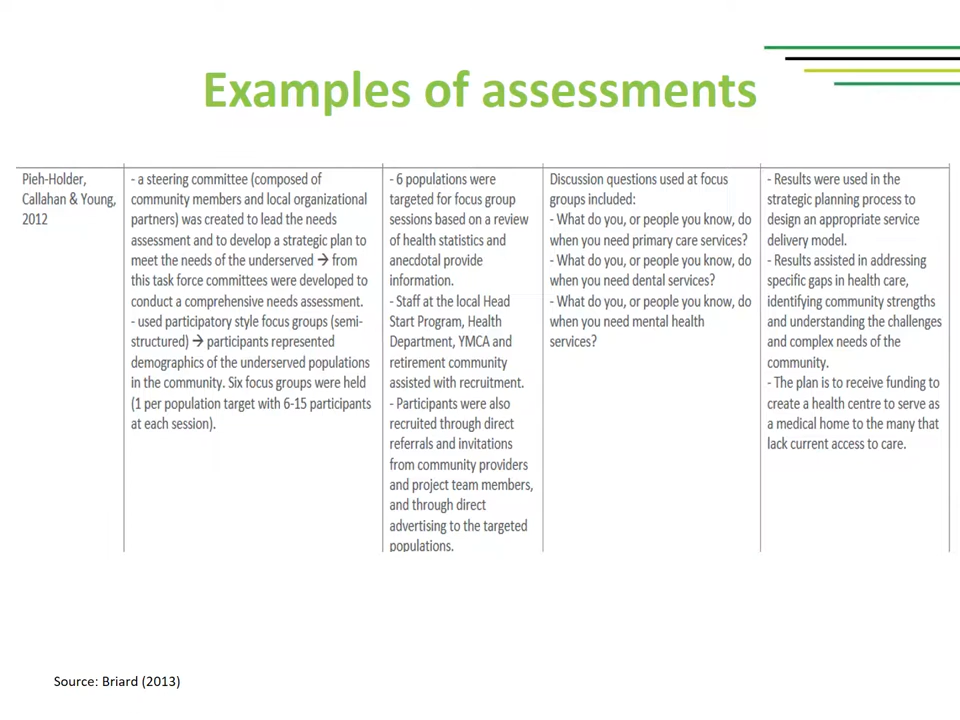 Examples of assessments
Pieh-Holder,
Callahan & Young,
2012
- a steering committee (composed of
community members and local organizational
partners) was created to lead the needs
assessment and to develop a strategic plan to
meet the needs of the underserved → from
this task force committees were developed to
conduct a comprehensive needs assessment.
- used participatory style focus groups (semi-
structured) → participants represented
demographics of the underserved populations
in the community. Six focus groups were held
(1 per population target with 6-15 participants
at each session).
- 6 populations were
targeted for focus group
sessions based on a review
of health statistics and
anecdotal provide
information.
- Staff at the local Head
Start Program, Health
Department, YMCA and
retirement community
assisted with recruitment.
- Participants were also
recruited through direct
referrals and invitations
from community providers
and project team members,
and through direct
advertising to the targeted
populations.
Discussion questions used at focus
groups included:
- What do you, or people you know, do
when you need primary care services?
- What do you, or people you know, do
when you need dental services?
- What do you, or people you know, do
when you need mental health
services?
- Results were used in the
strategic planning process to
design an appropriate service
delivery model.
- Results assisted in addressing
specific gaps in health care,
identifying community strengths
and understanding the challenges
and complex needs of the
community.
- The plan is to receive funding to
create a health centre to serve as
a medical home to the many that
lack current access to care.
Source: Briard (2013)